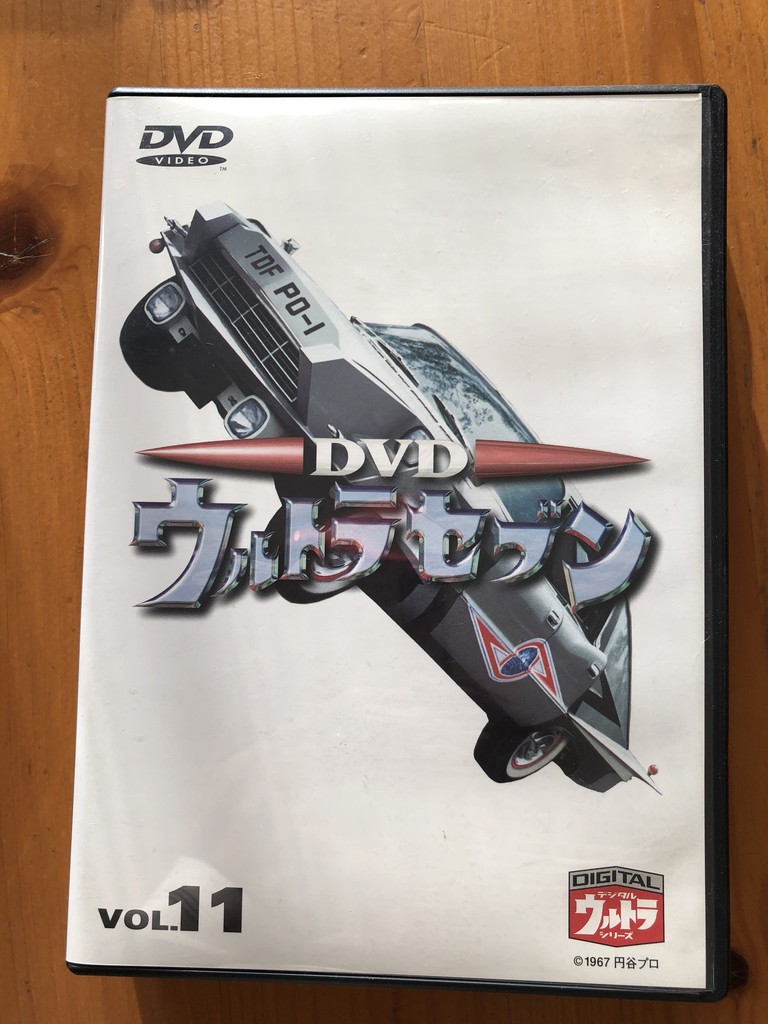 DVD
VIDEO
TM
TDF PO-1
DVD
ウルトラセブン
VOL.11
DIGITAL
デジタル
ウルトラ
シリーズ
©1967 円谷プロ